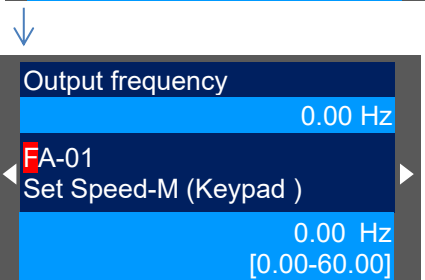 Output frequency
0.00 Hz
FA-01
Set Speed-M (Keypad )
0.00 Hz
[0.00-60.00]